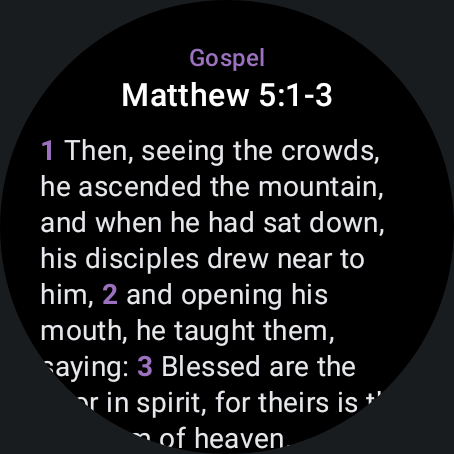 Gospel
Matthew 5:1-3
1 Then, seeing the crowds,
he ascended the mountain,
and when he had sat down,
his disciples drew near to
him, 2 and opening his
mouth, he taught them,
saying: 3 Blessed are the
in spirit, for theirs is
of heaven.